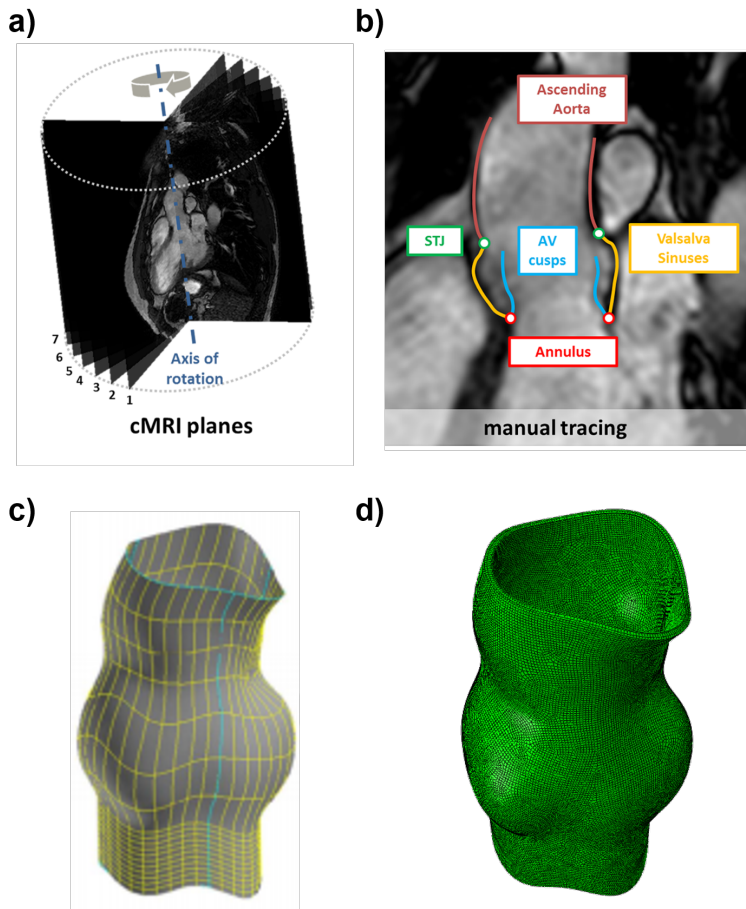 a)
7
6
5
4
3
2
1
Axis of
rotation
cMRI planes
b)
Ascending
Aorta
STJ
AV
cusps
Valsalva
Sinuses
Annulus
manual tracing
c)
d)